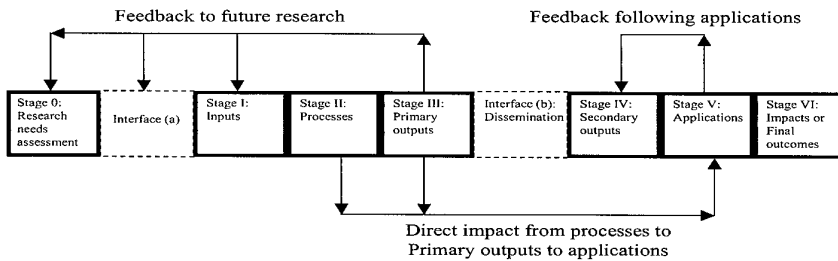 Feedback to future research
Feedback following applications
Stage 0:
Research
needs
assessment
Interface (a)
Stage I:
Inputs
Stage II:
Processes
Stage III:
Primary
outputs
Interface (b):
Dissemination
Stage IV:
Secondary
outputs
Stage V:
Applications
Stage VI:
Impacts or
Final
outcomes
Direct impact from processes to
Primary outputs to applications